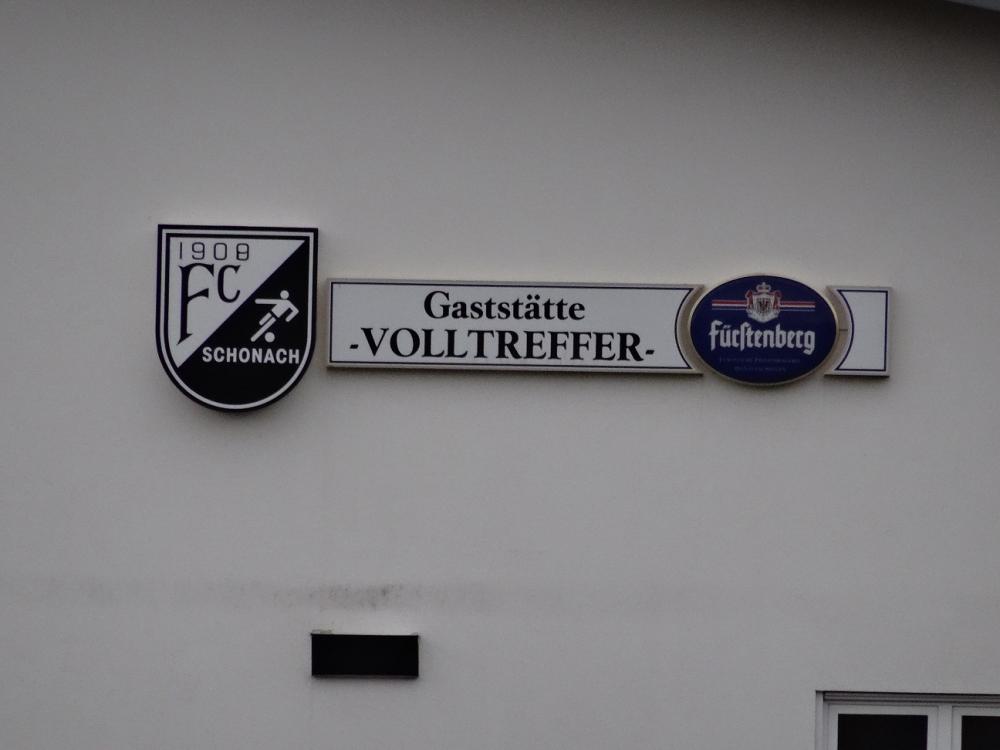 1908
FC
SCHONACH
Gaststätte
-VOLLTREFFER-
Fürstenberg